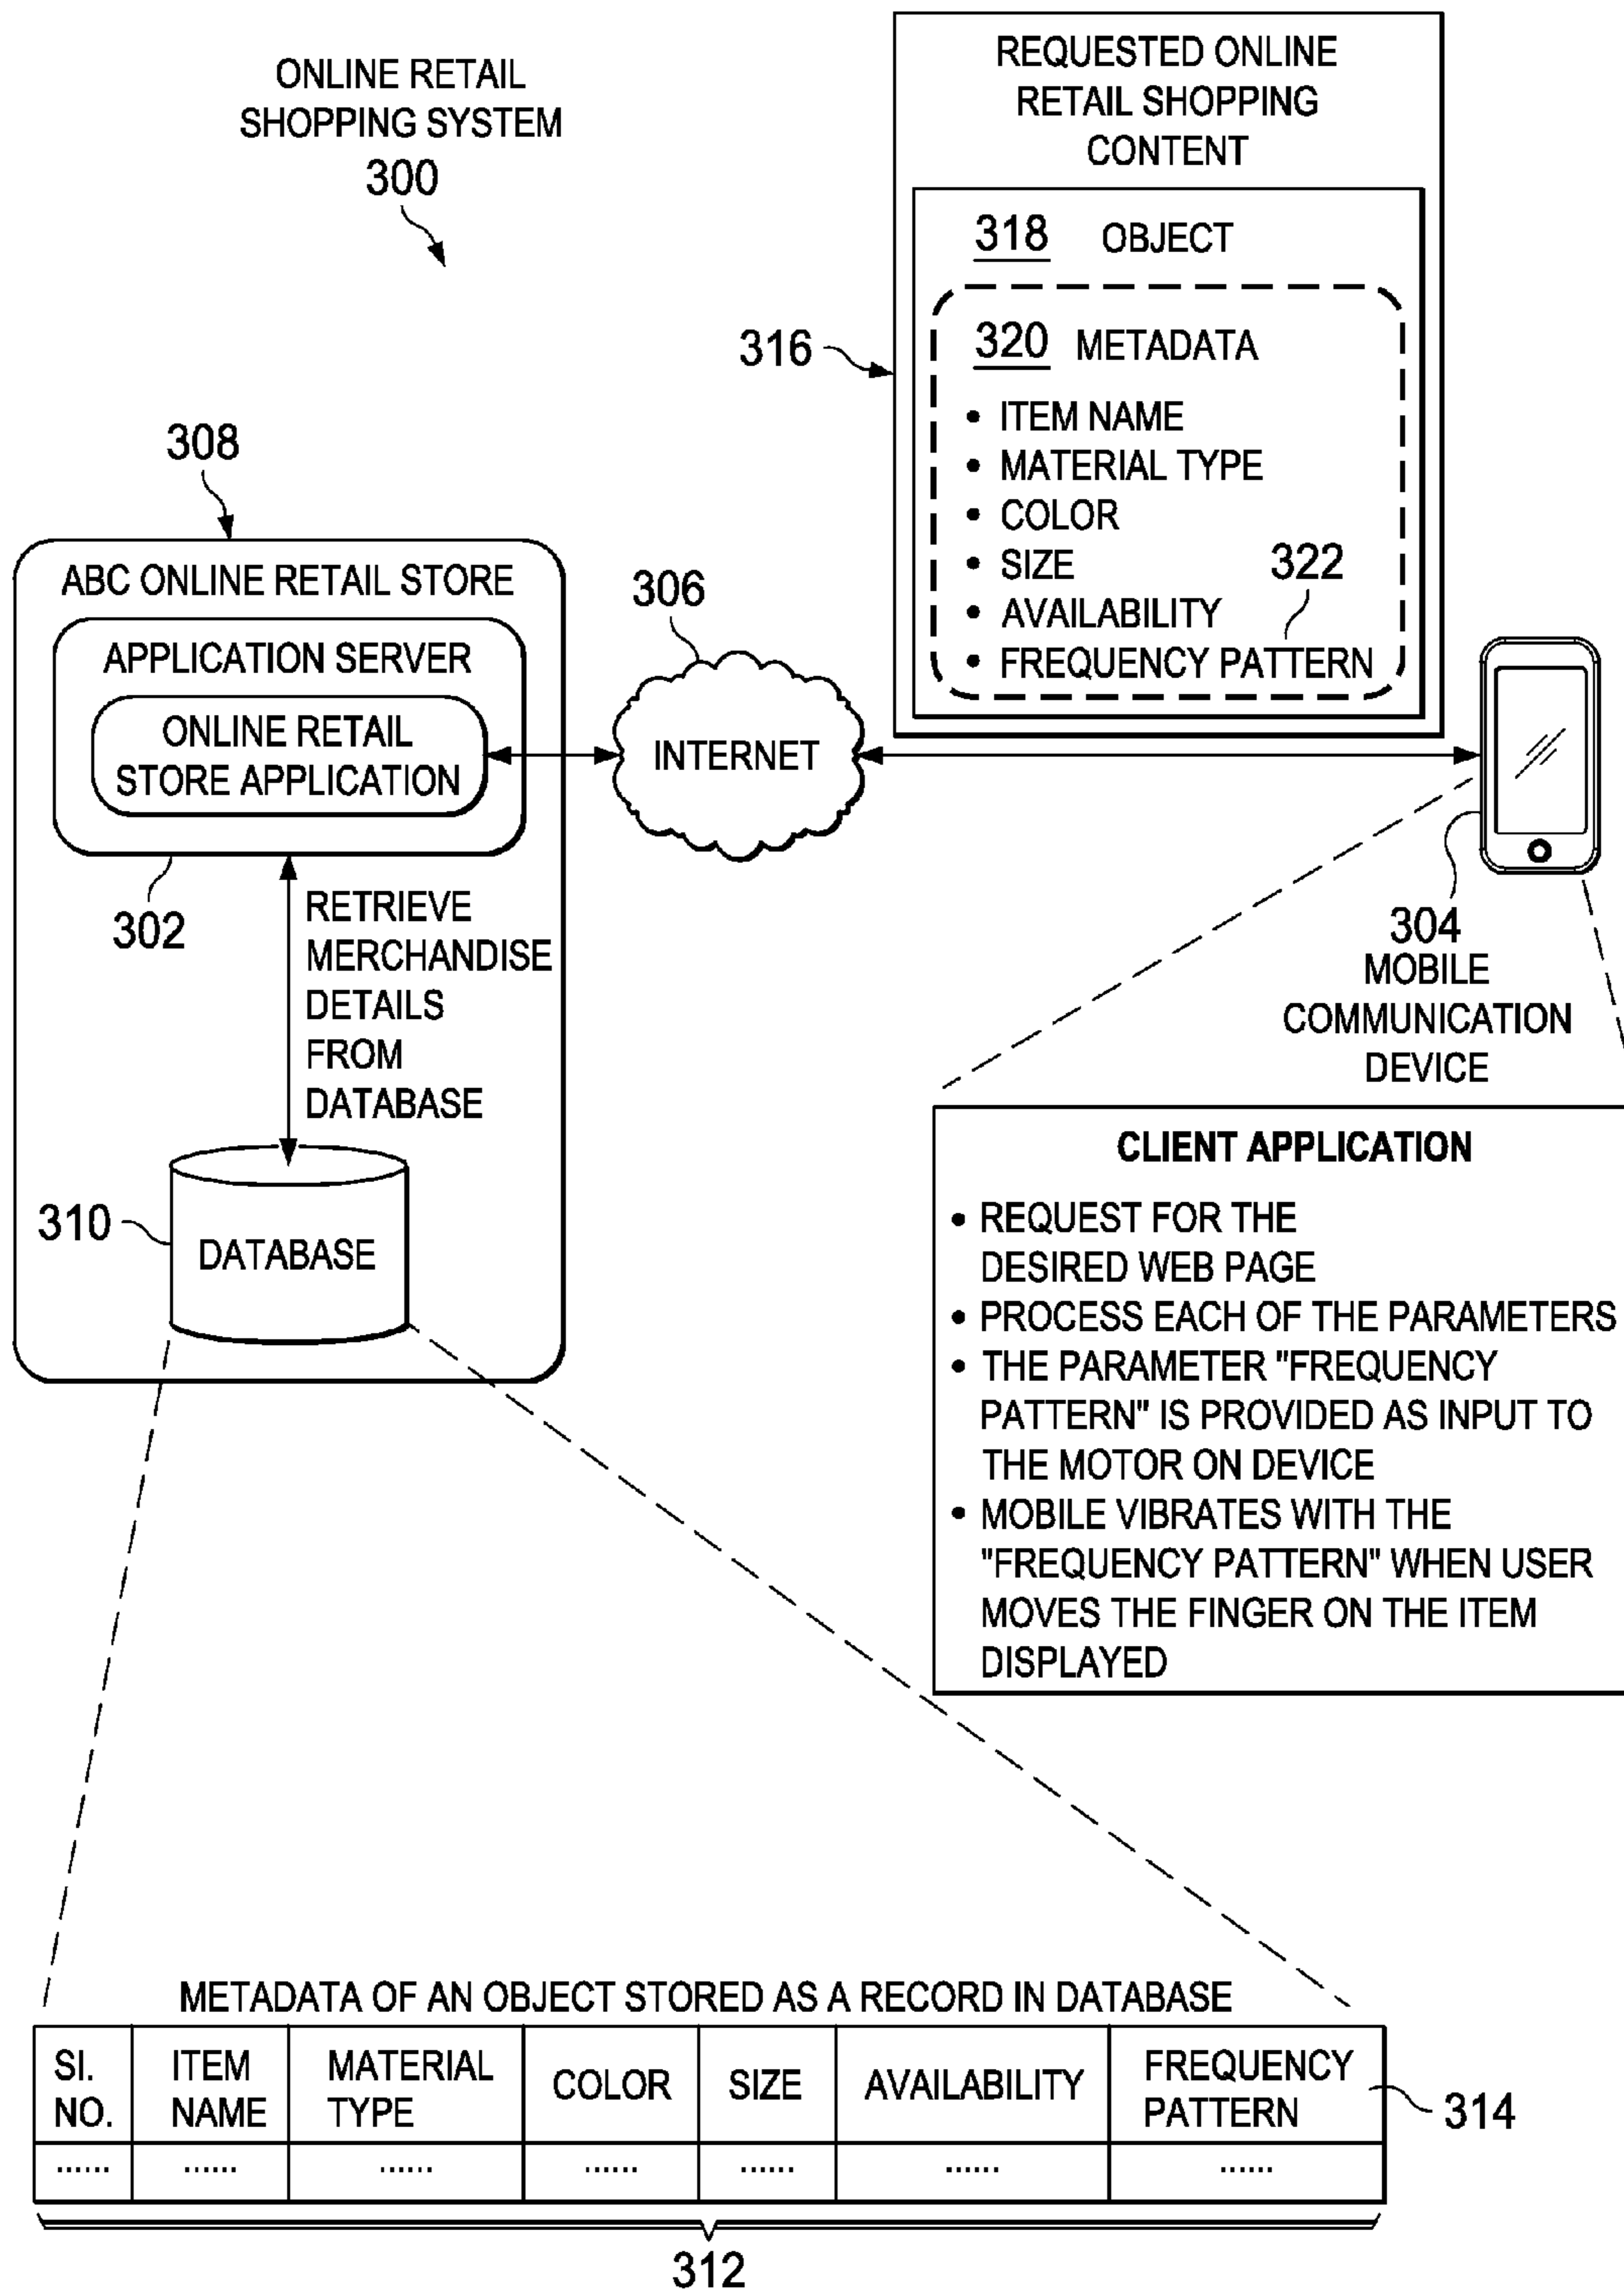 ONLINE RETAIL
SHOPPING SYSTEM
300
REQUESTED ONLINE
RETAIL SHOPPING
CONTENT
318 OBJECT
316
320 METADATA
• ITEM NAME
• MATERIAL TYPE
• COLOR
• SIZE
322
• AVAILABILITY
• FREQUENCY PATTERN
308
ABC ONLINE RETAIL STORE
APPLICATION SERVER
ONLINE RETAIL
STORE APPLICATION
302
306
INTERNET
304
MOBILE
COMMUNICATION
DEVICE
RETRIEVE
MERCHANDISE
DETAILS
FROM
DATABASE
310
DATABASE
CLIENT APPLICATION
• REQUEST FOR THE
DESIRED WEB PAGE
• PROCESS EACH OF THE PARAMETERS
• THE PARAMETER "FREQUENCY
PATTERN" IS PROVIDED AS INPUT TO
THE MOTOR ON DEVICE
• MOBILE VIBRATES WITH THE
"FREQUENCY PATTERN" WHEN USER
MOVES THE FINGER ON THE ITEM
DISPLAYED
METADATA OF AN OBJECT STORED AS A RECORD IN DATABASE
SI. NO.
ITEM NAME
MATERIAL TYPE
COLOR
SIZE
AVAILABILITY
FREQUENCY PATTERN
314
...... ...... ...... ...... ...... ...... ......
312